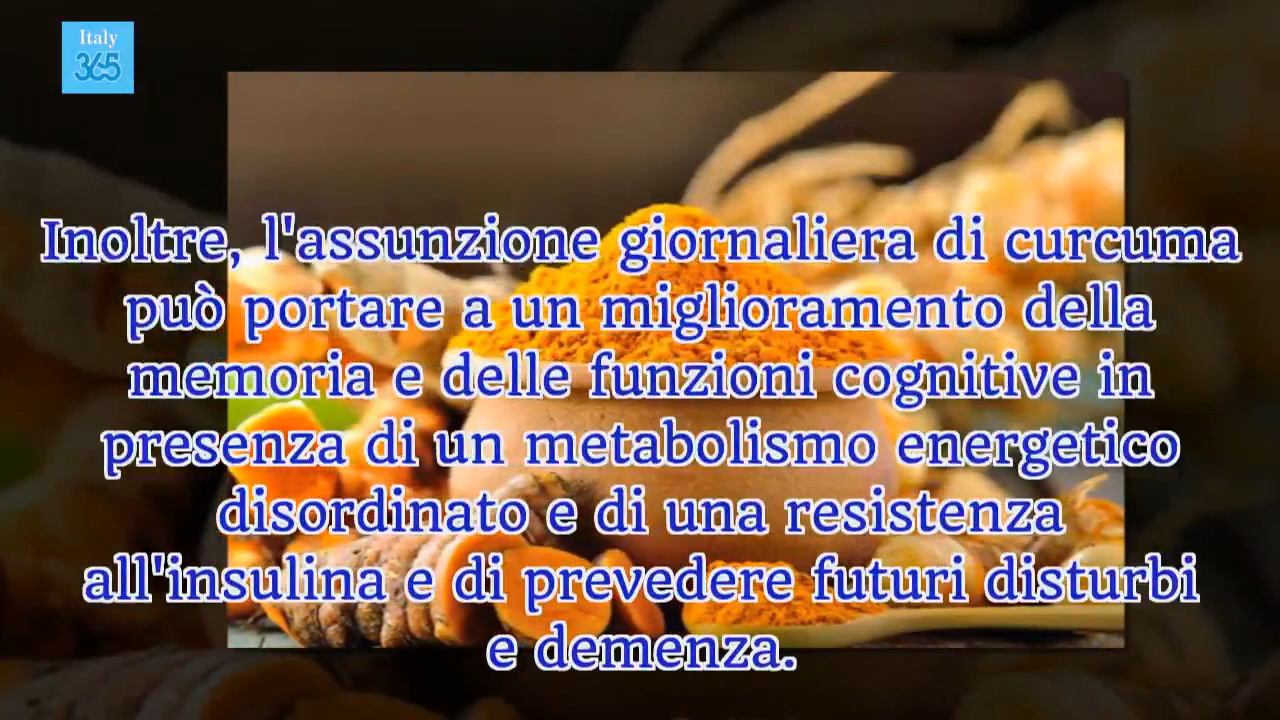 Italy
365
Inoltre, l'assunzione giornaliera di curcuma
può portare a un miglioramento della
memoria e delle funzioni cognitive in
presenza di un metabolismo energetico
disordinato e di una resistenza
all'insulina e di prevedere futuri disturbi
e demenza.